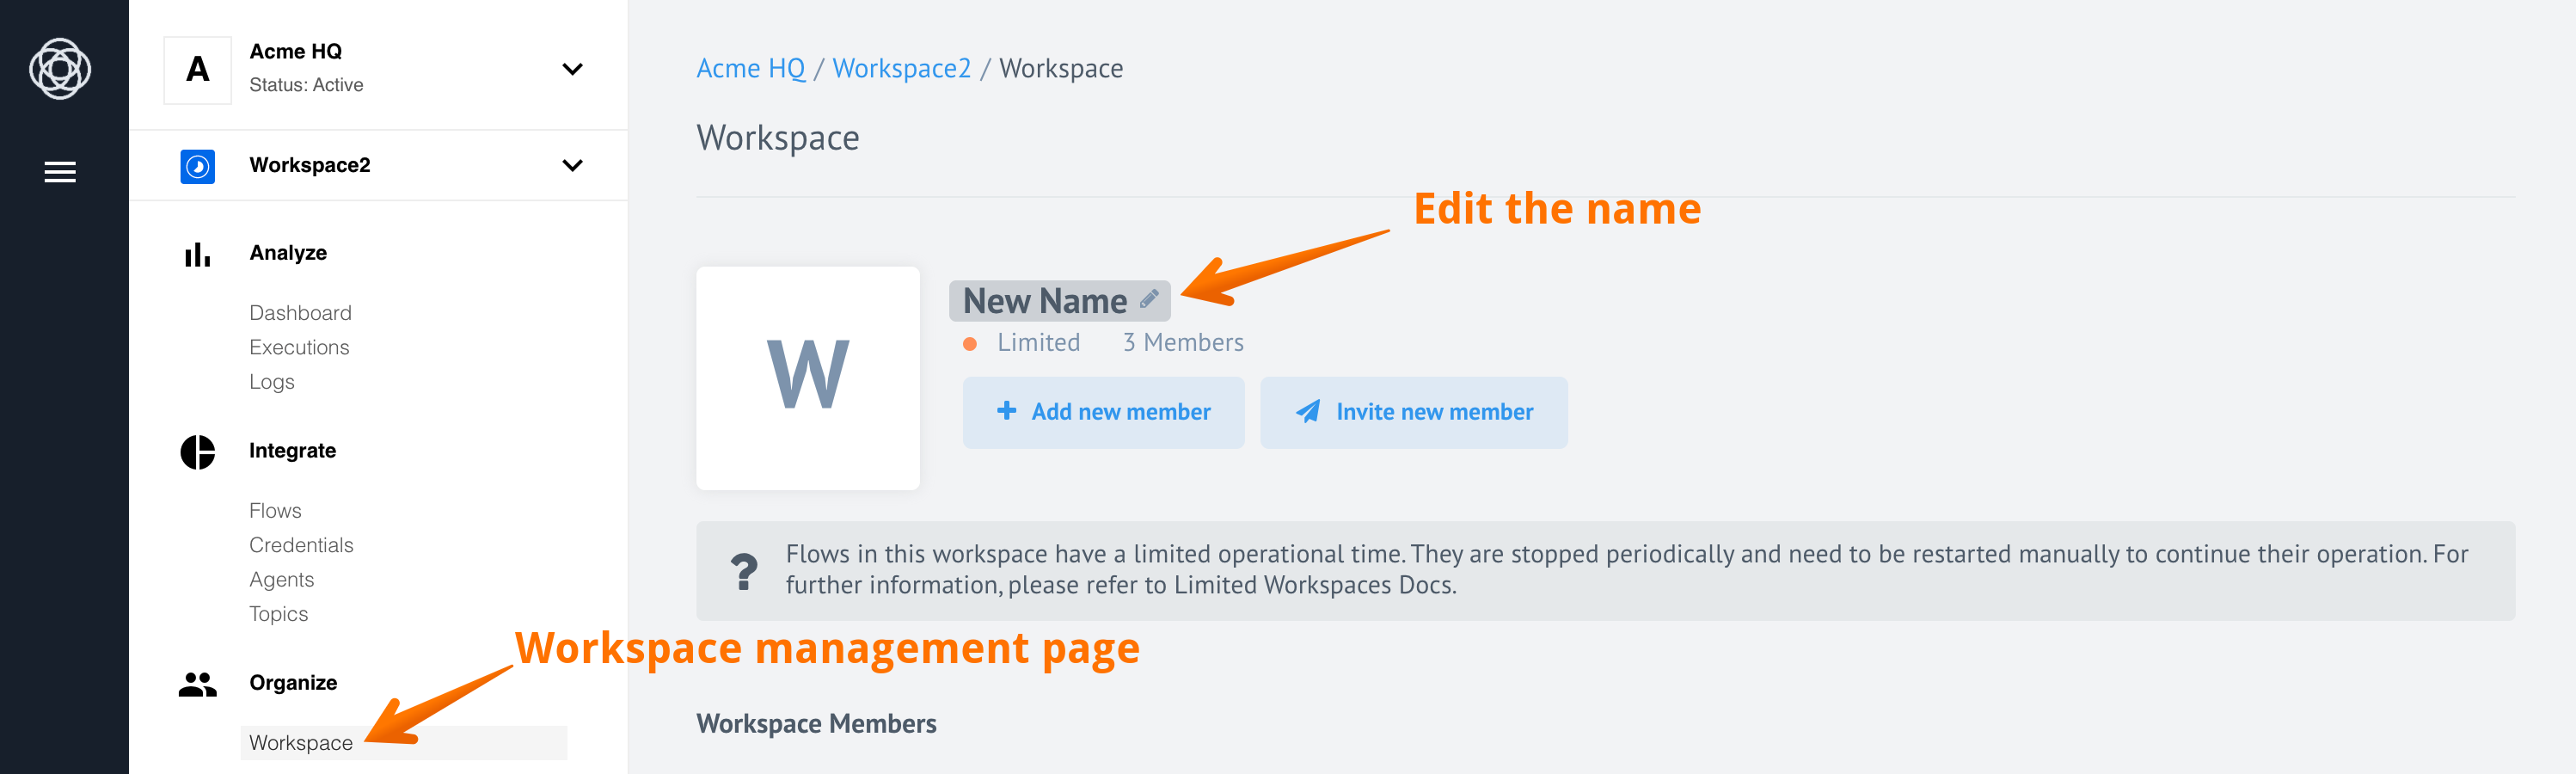 A
Acme HQ
Status: Active
Workspace2
Analyze
Dashboard
Executions
Logs
Integrate
Flows
Credentials
Agents
Topics
Organize
Workspace
Workspace management page
Acme HQ / Workspace2 / Workspace
Workspace
Edit the name
W
New Name
Limited 3 Members
+ Add new member
Invite new member
? Flows in this workspace have a limited operational time. They are stopped periodically and need to be restarted manually to continue their operation. For
further information, please refer to Limited Workspaces Docs.
Workspace Members